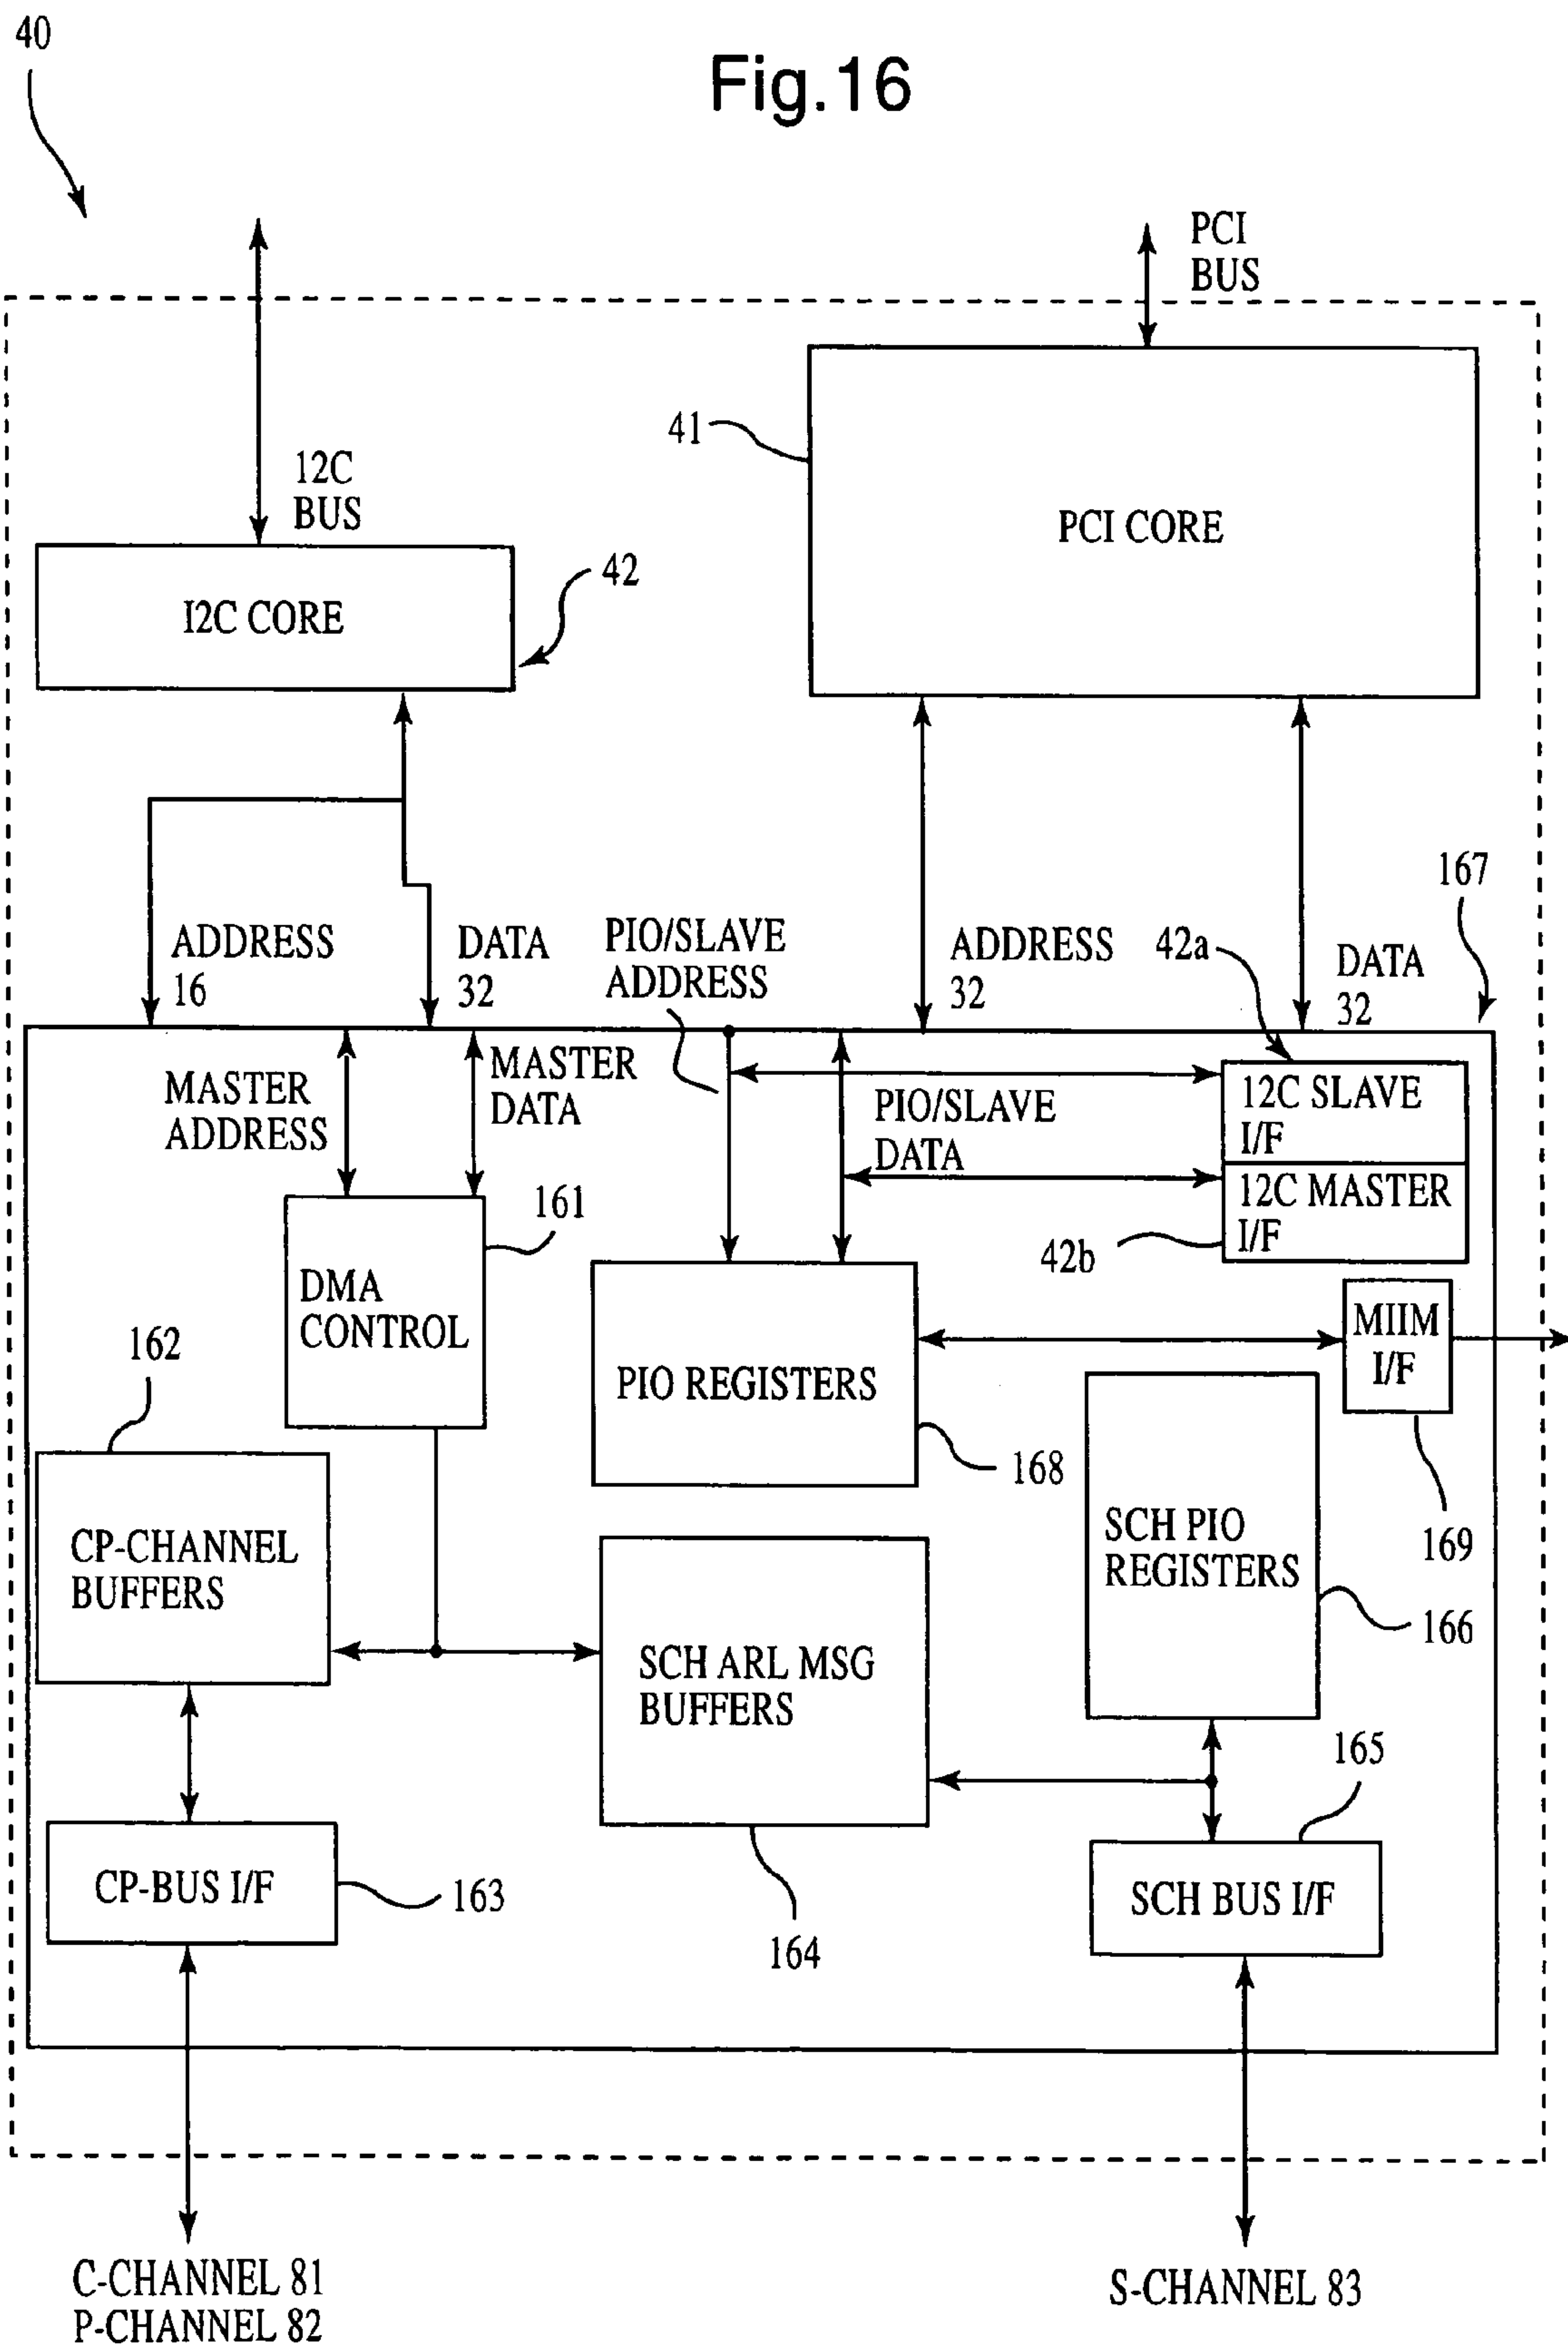 40
Fig.16
PCI
BUS
41
12C
BUS
PCI CORE
42
I2C CORE
167
ADDRESS
16
DATA
32
PIO/SLAVE
ADDRESS
ADDRESS
32
42a
DATA
32
MASTER
ADDRESS
MASTER
DATA
PIO/SLAVE
DATA
12C SLAVE
I/F
12C MASTER
I/F
42b
161
DMA
CONTROL
162
MIIM
I/F
PIO REGISTERS
168
169
CP-CHANNEL
BUFFERS
SCH PIO
REGISTERS
166
SCH ARL MSG
BUFFERS
165
CP-BUS I/F
163
SCH BUS I/F
164
C-CHANNEL 81
P-CHANNEL 82
S-CHANNEL 83